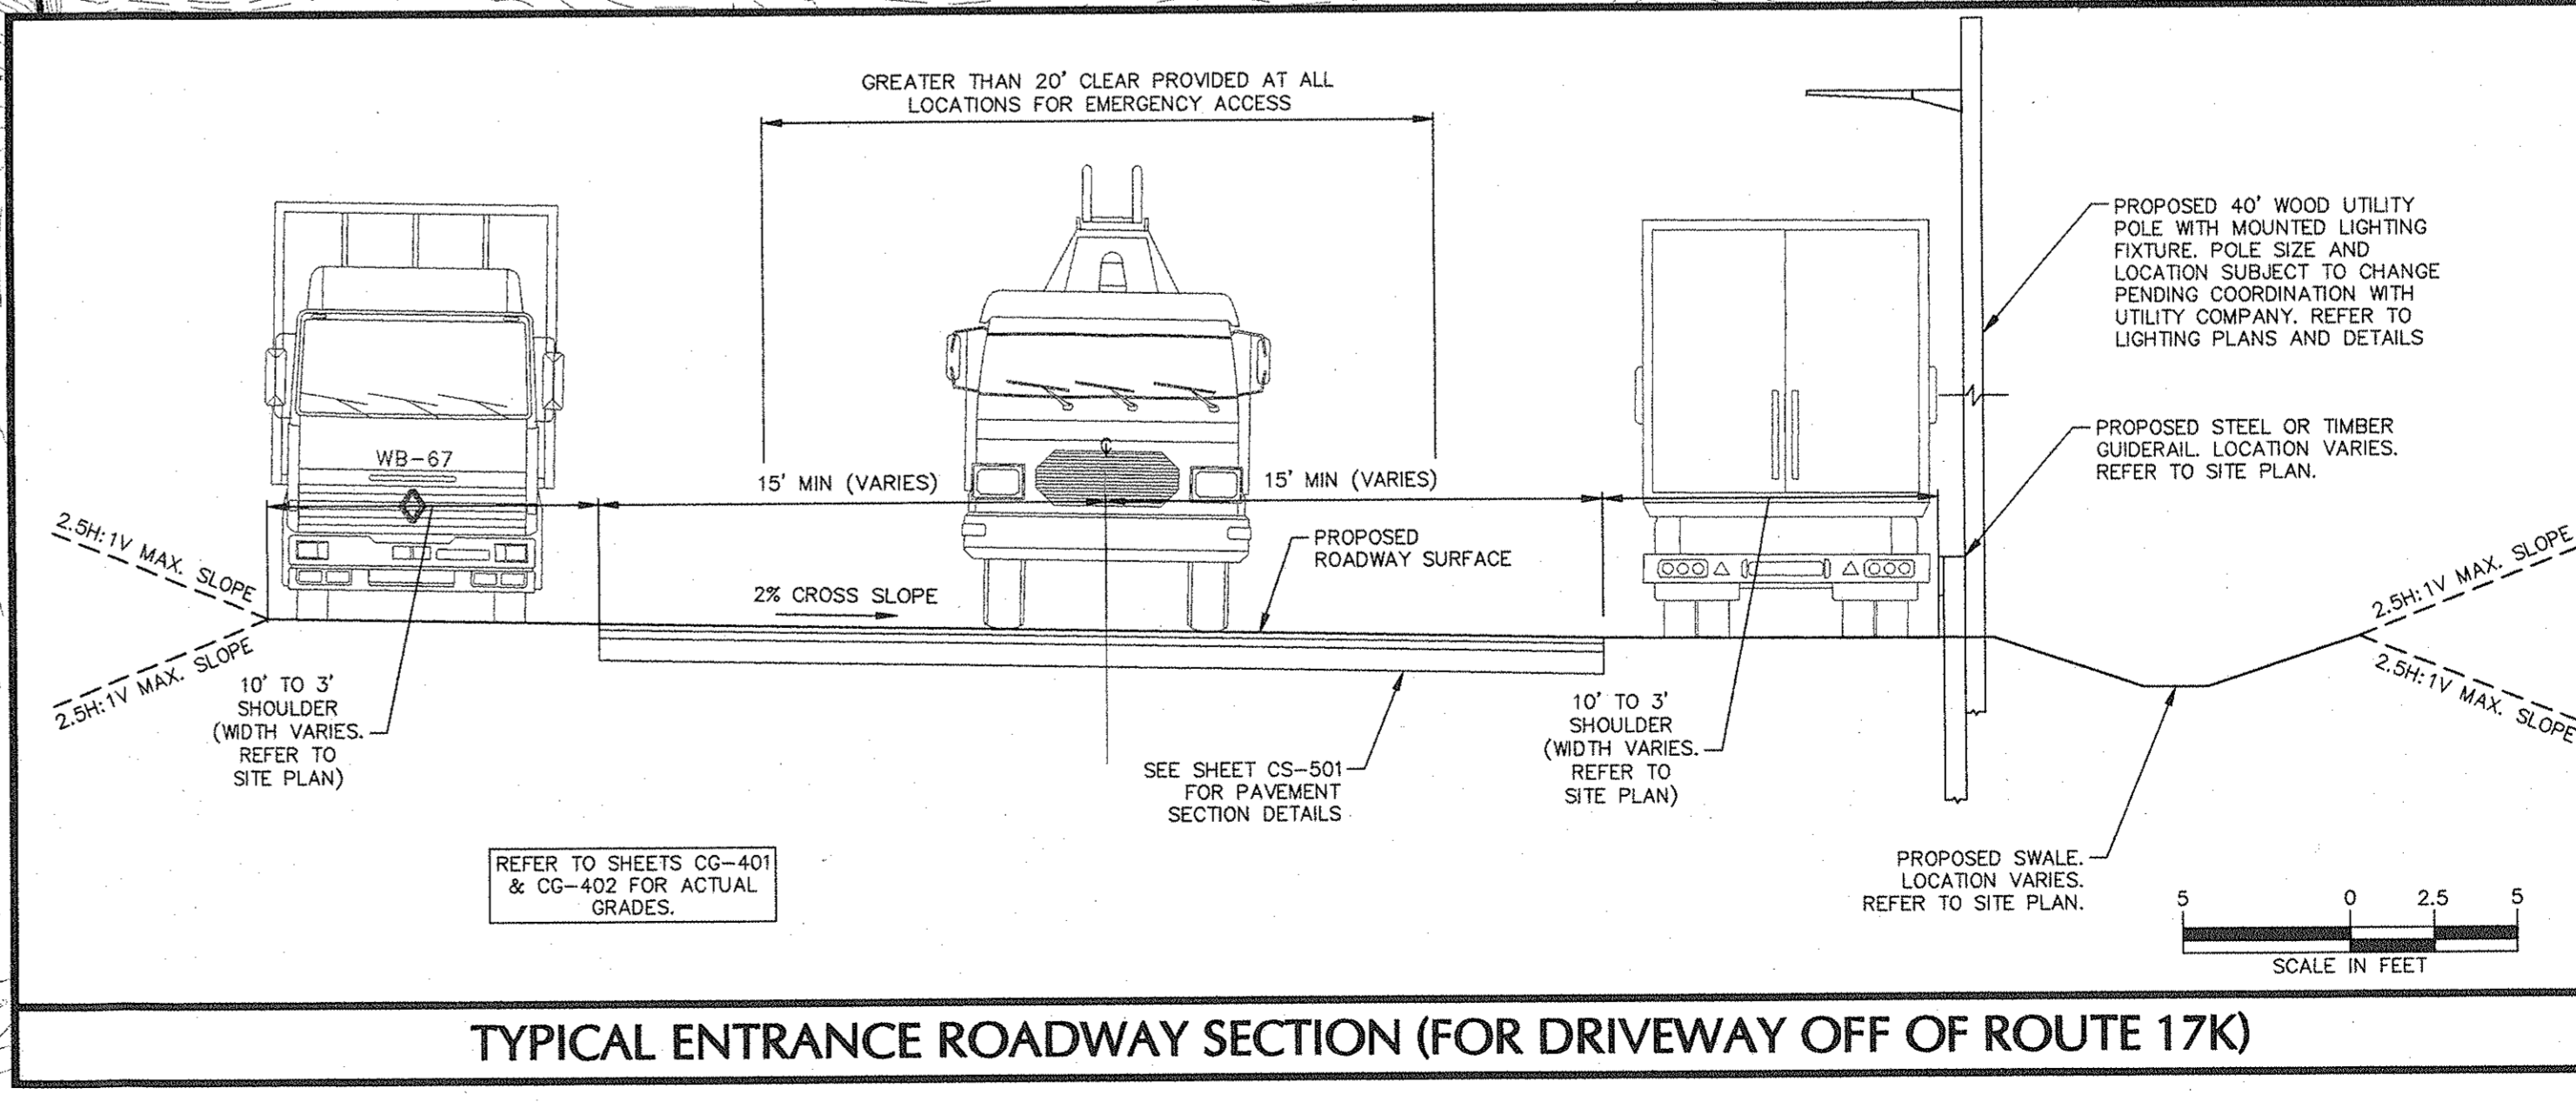 GREATER THAN 20' CLEAR PROVIDED AT ALL
LOCATIONS FOR EMERGENCY ACCESS
PROPOSED 40' WOOD UTILITY
POLE WITH MOUNTED LIGHTING
FIXTURE. POLE SIZE AND
LOCATION SUBJECT TO CHANGE
PENDING COORDINATION WITH
UTILITY COMPANY. REFER TO
LIGHTING PLANS AND DETAILS
PROPOSED STEEL OR TIMBER
GUIDERAIL. LOCATION VARIES.
REFER TO SITE PLAN.
WB-67
15' MIN (VARIES)
15' MIN (VARIES)
2.5H:1V MAX. SLOPE
2.5H:1V MAX. SLOPE
2% CROSS SLOPE
PROPOSED
ROADWAY SURFACE
2.5H:1V MAX. SLOPE
2.5H:1V MAX. SLOPE
10' TO 3'
SHOULDER
(WIDTH VARIES.
REFER TO
SITE PLAN)
SEE SHEET CS-501
FOR PAVEMENT
SECTION DETAILS
10' TO 3'
SHOULDER
(WIDTH VARIES.
REFER TO
SITE PLAN)
REFER TO SHEETS CG-401
& CG-402 FOR ACTUAL
GRADES.
PROPOSED SWALE.
LOCATION VARIES.
REFER TO SITE PLAN.
5 0 2.5 5
SCALE IN FEET
TYPICAL ENTRANCE ROADWAY SECTION (FOR DRIVEWAY OFF OF ROUTE 17K)